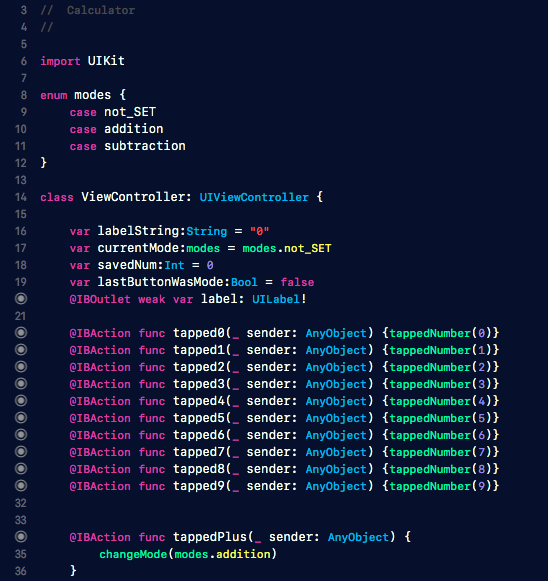 3 //  Calculator
4 //
5
6 import UIKit
7
8 enum modes {
9     case not_SET
10     case addition
11     case subtraction
12 }
13
14 class ViewController: UIViewController {
15
16     var labelString:String = "0"
17     var currentMode:modes = modes.not_SET
18     var savedNum:Int = 0
19     var lastButtonWasMode:Bool = false
    @IBOutlet weak var label: UILabel!
21
    @IBAction func tapped0(_ sender: AnyObject) {tappedNumber(0)}
    @IBAction func tapped1(_ sender: AnyObject) {tappedNumber(1)}
    @IBAction func tapped2(_ sender: AnyObject) {tappedNumber(2)}
    @IBAction func tapped3(_ sender: AnyObject) {tappedNumber(3)}
    @IBAction func tapped4(_ sender: AnyObject) {tappedNumber(4)}
    @IBAction func tapped5(_ sender: AnyObject) {tappedNumber(5)}
    @IBAction func tapped6(_ sender: AnyObject) {tappedNumber(6)}
    @IBAction func tapped7(_ sender: AnyObject) {tappedNumber(7)}
    @IBAction func tapped8(_ sender: AnyObject) {tappedNumber(8)}
    @IBAction func tapped9(_ sender: AnyObject) {tappedNumber(9)}
32
33
    @IBAction func tappedPlus(_ sender: AnyObject) {
35         changeMode(modes.addition)
36     }